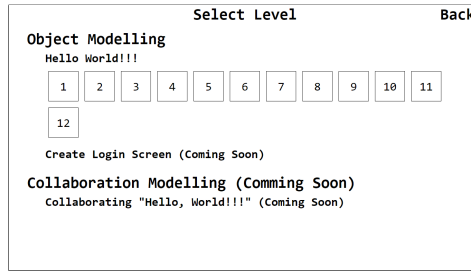 Select Level Back
Object Modelling
Hello World!!!
1 2 3 4 5 6 7 8 9 10 11
12
Create Login Screen (Coming Soon)
Collaboration Modelling (Comming Soon)
Collaborating "Hello, World!!!" (Coming Soon)